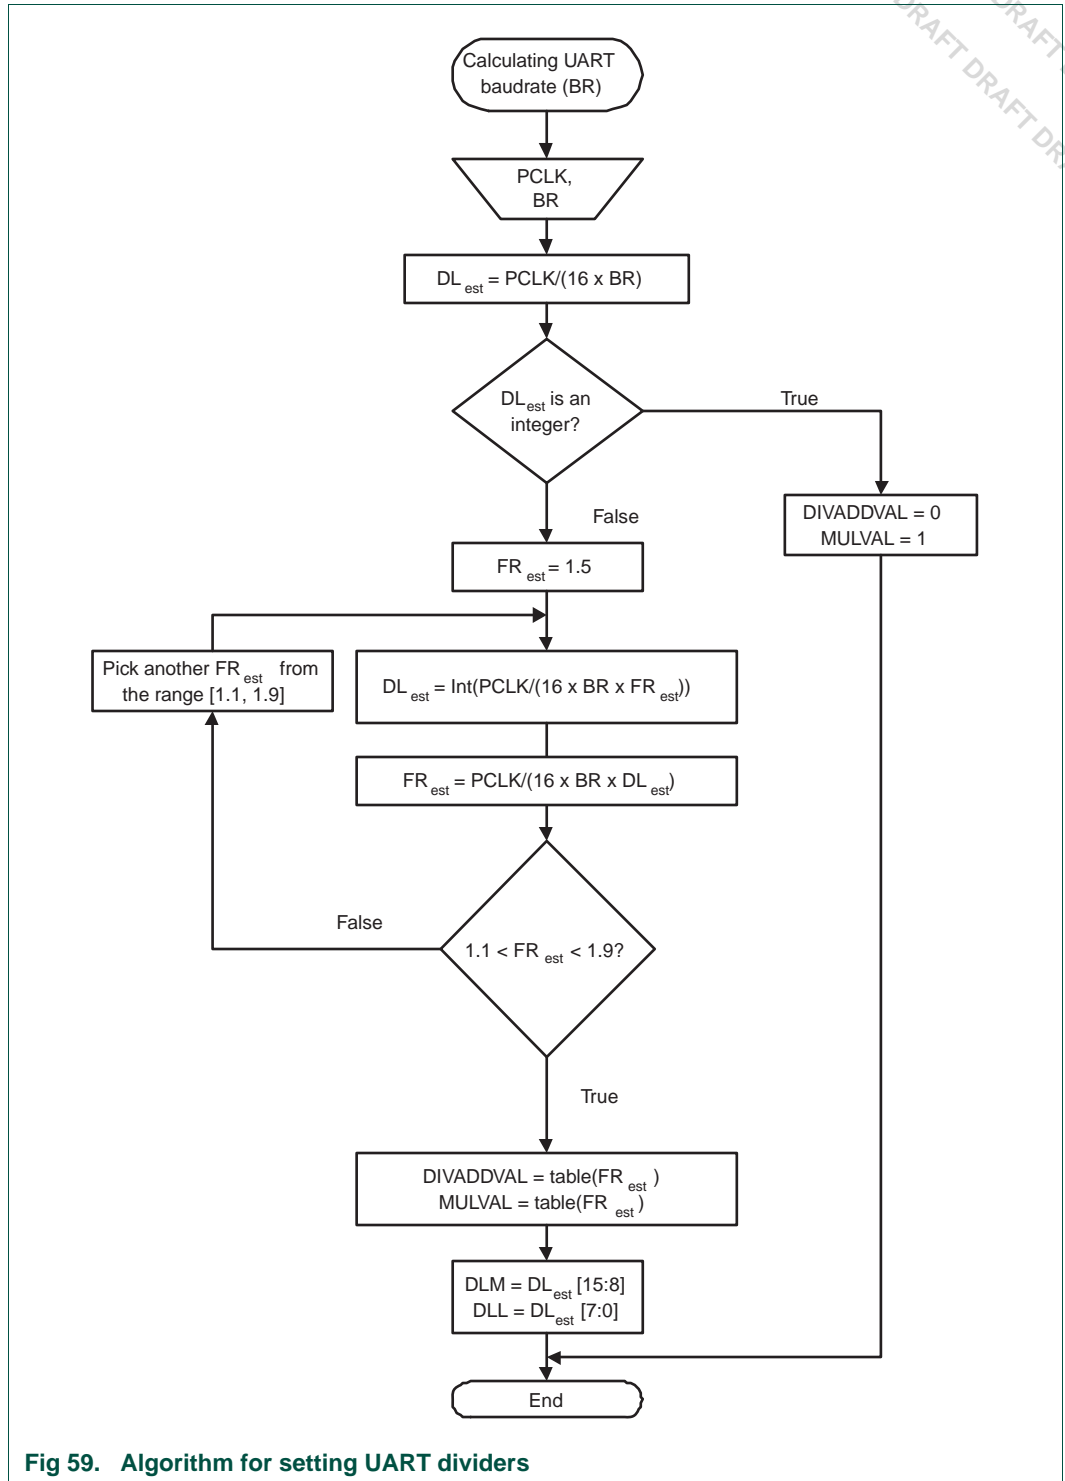 DRAFT DRAFT DRA
DRAFT
Calculating UART
baudrate (BR)
PCLK,
BR
DL est = PCLK/(16 x BR)
DLest is an
integer?
True
False
DIVADDVAL = 0
MULVAL = 1
FR est = 1.5
Pick another FR est from
the range [1.1, 1.9]
DL est = Int(PCLK/(16 x BR x FR est))
FR est = PCLK/(16 x BR x DL est)
False
1.1 < FR est < 1.9?
True
DIVADDVAL = table(FR est )
MULVAL = table(FR est )
DLM = DLest [15:8]
DLL = DLest [7:0]
End
Fig 59. Algorithm for setting UART dividers